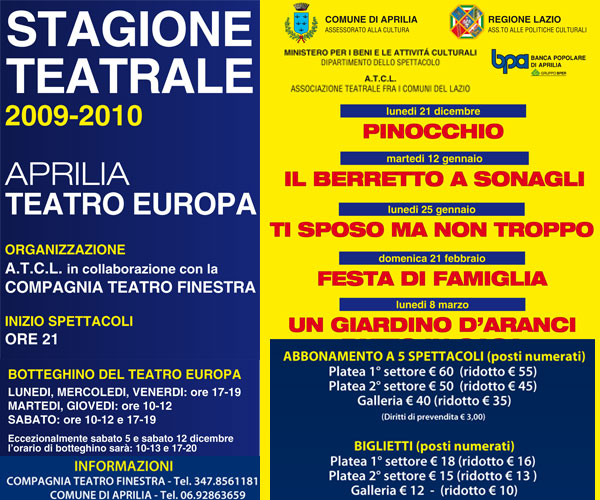 STAGIONE
TEATRALE
2009-2010
APRILIA
TEATRO EUROPA
ORGANIZZAZIONE
A.T.C.L. in collaborazione con la
COMPAGNIA TEATRO FINESTRA
INIZIO SPETTACOLI
ORE 21
BOTTEGHINO DEL TEATRO EUROPA
LUNEDI, MERCOLEDI, VENERDI: ore 17-19
MARTEDI, GIOVEDI: ore 10-12
SABATO: ore 10-12 e 17-19
Eccezionalmente sabato 5 e sabato 12 dicembre
l'orario di botteghino sarà: 10-13 e 17-20
INFORMAZIONI
COMPAGNIA TEATRO FINESTRA - Tel. 347.8561181
COMUNE DI APRILIA - Tel. 06.92863659
COMUNE DI APRILIA
ASSESSORATO ALLA CULTURA
REGIONE LAZIO
ASS.TO ALLE POLITICHE CULTURALI
MINISTERO PER I BENI E LE ATTIVITÁ CULTURALI
DIPARTIMENTO DELLO SPETTACOLO
A.T.C.L.
ASSOCIAZIONE TEATRALE FRA I COMUNI DEL LAZIO
bpa BANCA POPOLARE
DI APRILIA
GRUPPO BPER
lunedi 21 dicembre
PINOCCHIO
martedi 12 gennaio
IL BERRETTO A SONAGLI
lunedi 25 gennaio
TI SPOSO MA NON TROPPO
domenica 21 febbraio
FESTA DI FAMIGLIA
lunedi 8 marzo
UN GIARDINO D'ARANCI
ABBONAMENTO A 5 SPETTACOLI (posti numerati)
Platea 1° settore € 60 (ridotto € 55)
Platea 2° settore € 50 (ridotto € 45)
Galleria € 40 (ridotto € 35)
(Diritti di prevendita € 3,00)
BIGLIETTI (posti numerati)
Platea 1° settore € 18 (ridotto € 16)
Platea 2° settore € 15 (ridotto € 13 )
Galleria € 12 - (ridotto € 10)